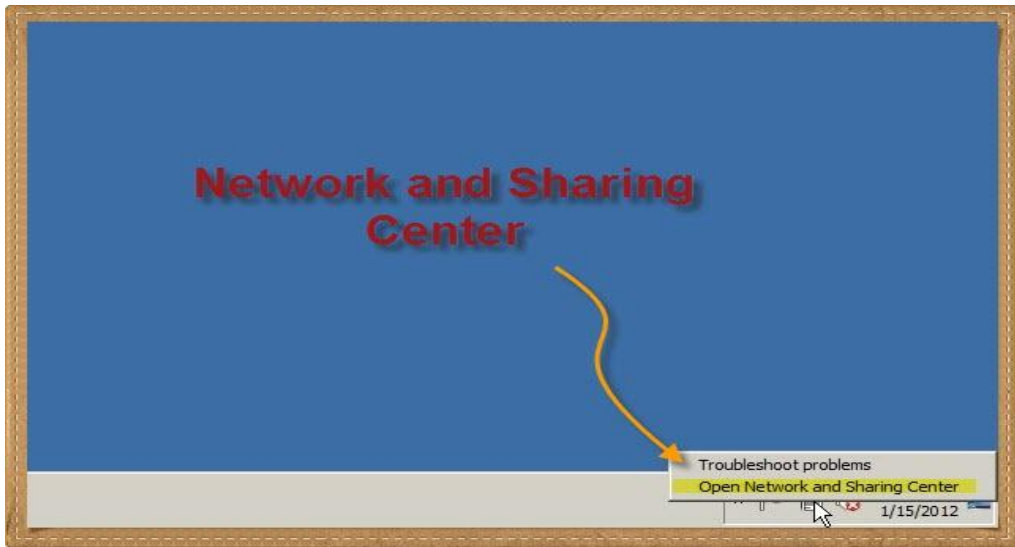 Network and Sharing
Center
Troubleshoot problems
Open Network and Sharing Center
1/15/2012